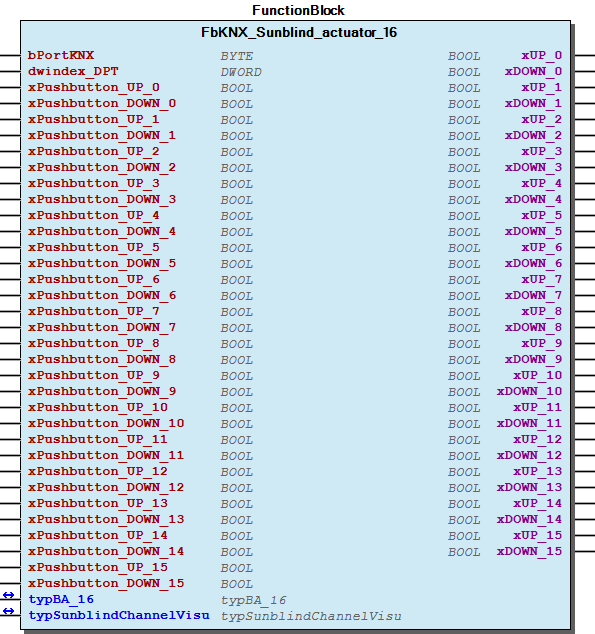 FunctionBlock
FbKNX_Sunblind_actuator_16
bPortKNX BYTE BOOL xUP_0
dwindex_DPT DWORD BOOL xDOWN_0
xPushbutton_UP_0 BOOL BOOL xUP_1
xPushbutton_DOWN_0 BOOL BOOL xDOWN_1
xPushbutton_UP_1 BOOL BOOL xUP_2
xPushbutton_DOWN_1 BOOL BOOL xDOWN_2
xPushbutton_UP_2 BOOL BOOL xUP_3
xPushbutton_DOWN_2 BOOL BOOL xDOWN_3
xPushbutton_UP_3 BOOL BOOL xUP_4
xPushbutton_DOWN_3 BOOL BOOL xDOWN_4
xPushbutton_UP_4 BOOL BOOL xUP_5
xPushbutton_DOWN_4 BOOL BOOL xDOWN_5
xPushbutton_UP_5 BOOL BOOL xUP_6
xPushbutton_DOWN_5 BOOL BOOL xDOWN_6
xPushbutton_UP_6 BOOL BOOL xUP_7
xPushbutton_DOWN_6 BOOL BOOL xDOWN_7
xPushbutton_UP_7 BOOL BOOL xUP_8
xPushbutton_DOWN_7 BOOL BOOL xDOWN_8
xPushbutton_UP_8 BOOL BOOL xUP_9
xPushbutton_DOWN_8 BOOL BOOL xDOWN_9
xPushbutton_UP_9 BOOL BOOL xUP_10
xPushbutton_DOWN_9 BOOL BOOL xDOWN_10
xPushbutton_UP_10 BOOL BOOL xUP_11
xPushbutton_DOWN_10 BOOL BOOL xDOWN_11
xPushbutton_UP_11 BOOL BOOL xUP_12
xPushbutton_DOWN_11 BOOL BOOL xDOWN_12
xPushbutton_UP_12 BOOL BOOL xUP_13
xPushbutton_DOWN_12 BOOL BOOL xDOWN_13
xPushbutton_UP_13 BOOL BOOL xUP_14
xPushbutton_DOWN_13 BOOL BOOL xDOWN_14
xPushbutton_UP_14 BOOL BOOL xUP_15
xPushbutton_DOWN_14 BOOL BOOL xDOWN_15
xPushbutton_UP_15 BOOL
xPushbutton_DOWN_15 BOOL
typBA_16 typBA_16
typSunblindChannelVisu typSunblindChannelVisu